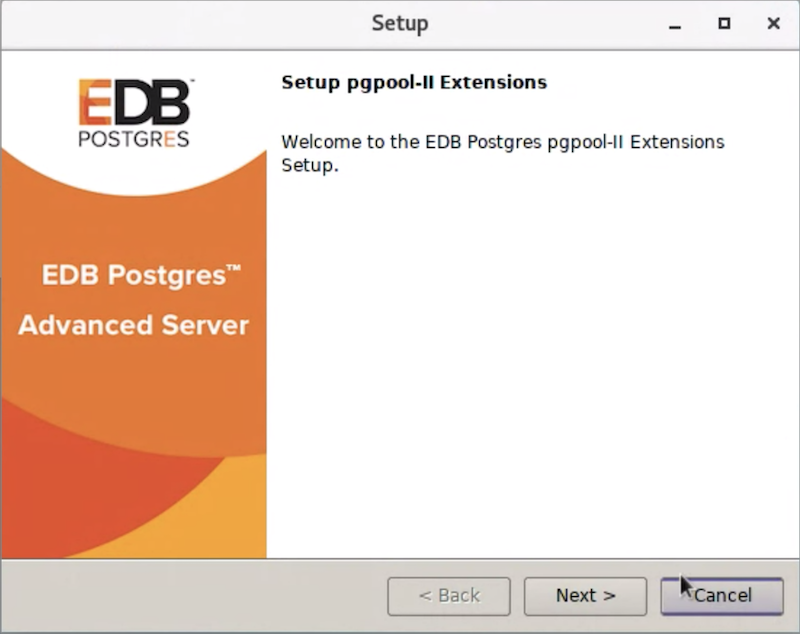 Setup
EDB™
POSTGRES
EDB Postgres™
Advanced Server
Setup pgpool-II Extensions
Welcome to the EDB Postgres pgpool-II Extensions
Setup.
< Back
Next >
Cancel